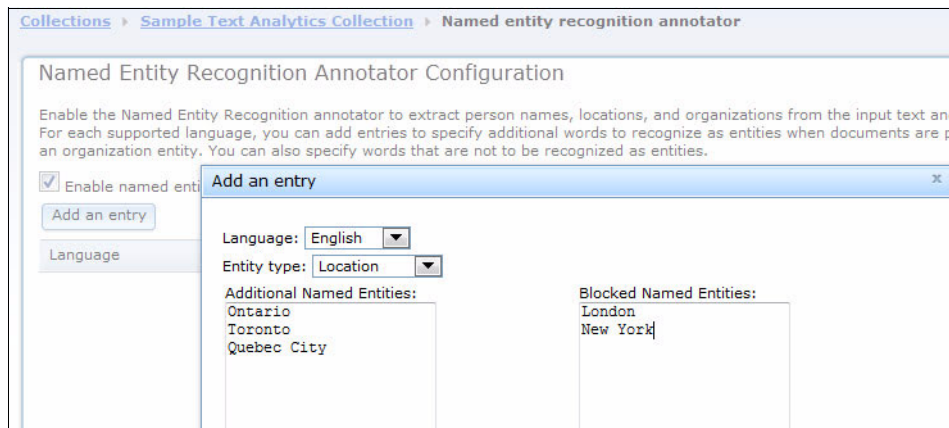 Collections Sample Text Analytics Collection Named entity recognition annotator
Named Entity Recognition Annotator Configuration
Enable the Named Entity Recognition annotator to extract person names, locations, and organizations from the input text
For each supported language, you can add entries to specify additional words to recognize as entities when documents are
an organization entity. You can also specify words that are not to be recognized as entities.
Enable named
Add an entry x
Add an entry
Language: English
Language
Entity type: Location
Additional Named Entities: Blocked Named Entities:
Ontario London
Toronto New York
Quebec City